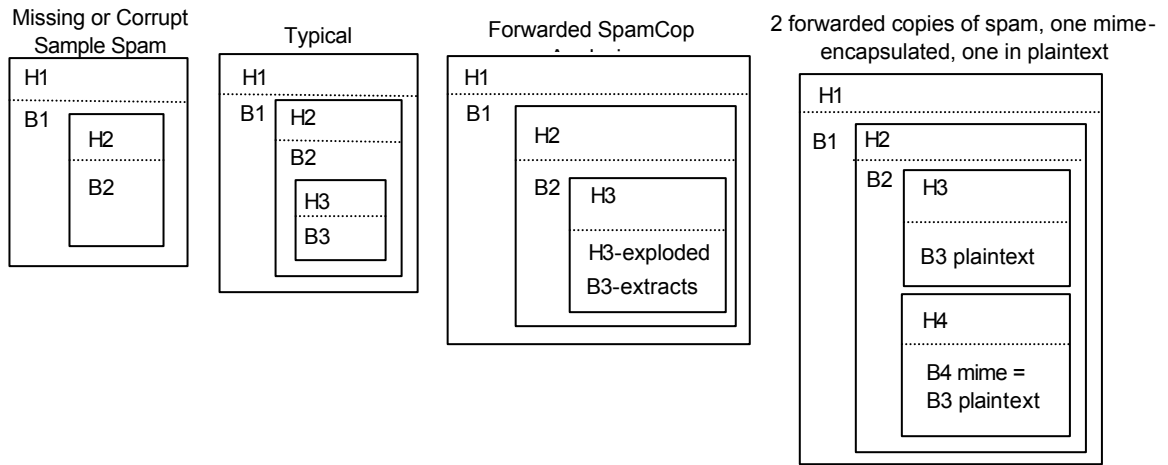 Missing or Corrupt
Sample Spam
H1
B1
H2
B2
Typical
H1
B1
H2
B2
H3
B3
Forwarded SpamCop
H1
B1
H2
B2
H3
H3-exploded
B3-extracts
2 forwarded copies of spam, one mime-
encapsulated, one in plaintext
H1
B1
H2
B2
H3
B3 plaintext
H4
B4 mime =
B3 plaintext